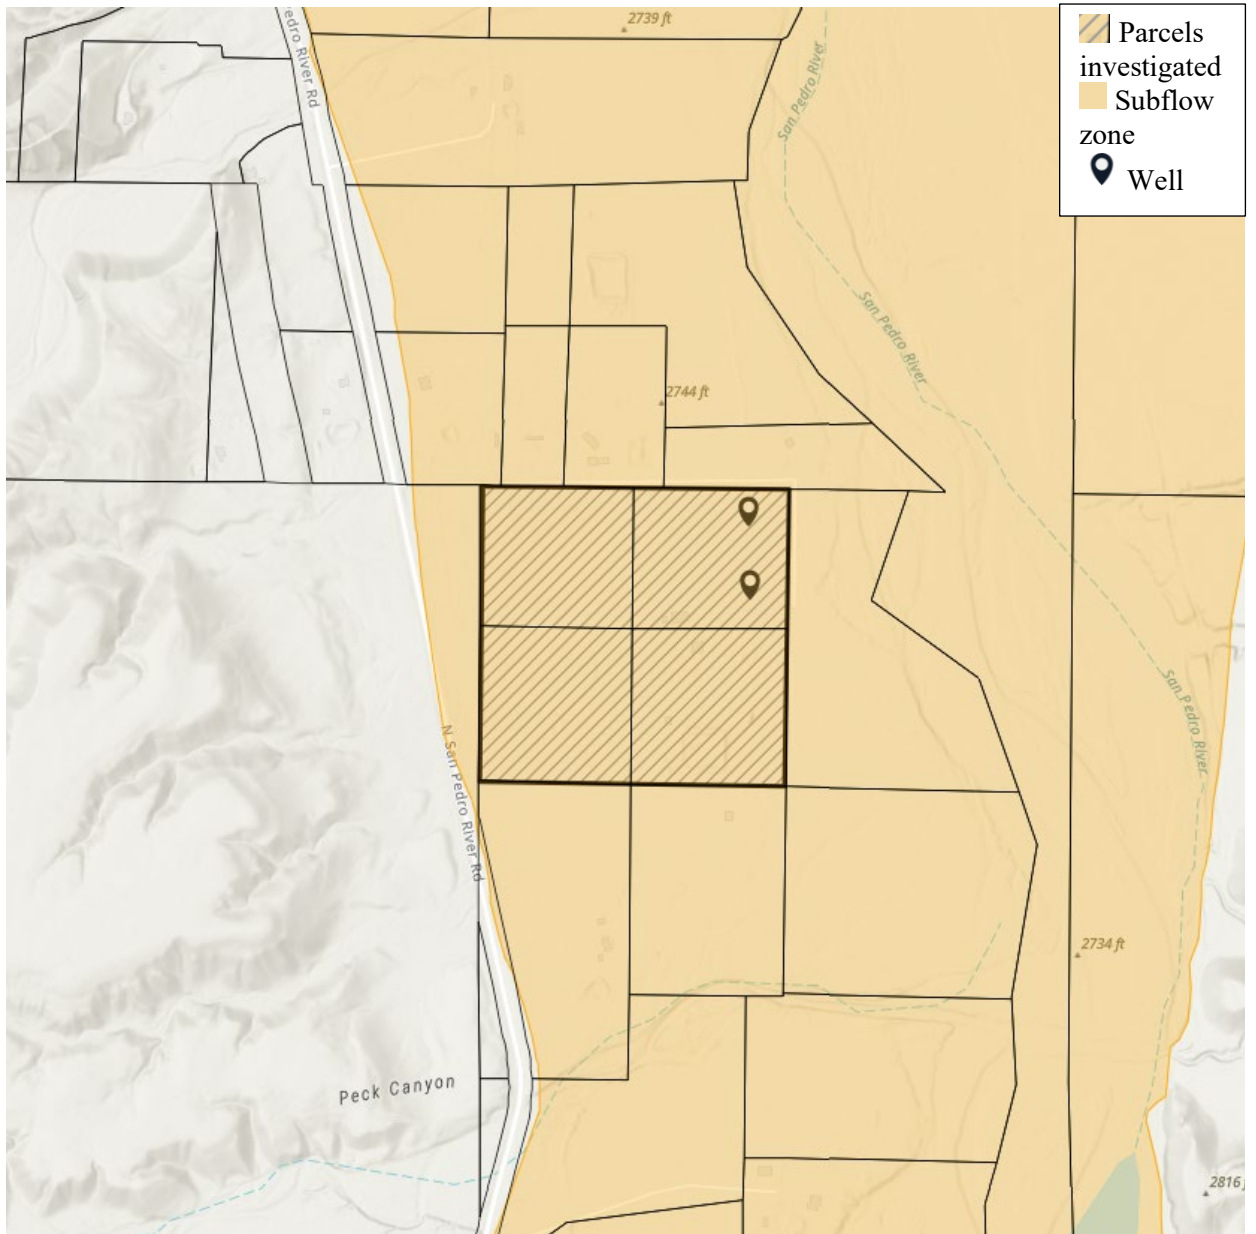 2739 ft
edro River Rd
San Pedro River
Parcels
investigated
Subflow
zone
Well
San Pedro River
2744 ft
San Pedro River
N San Pedro River Rd
2734 ft
Peck Canyon
2816 f